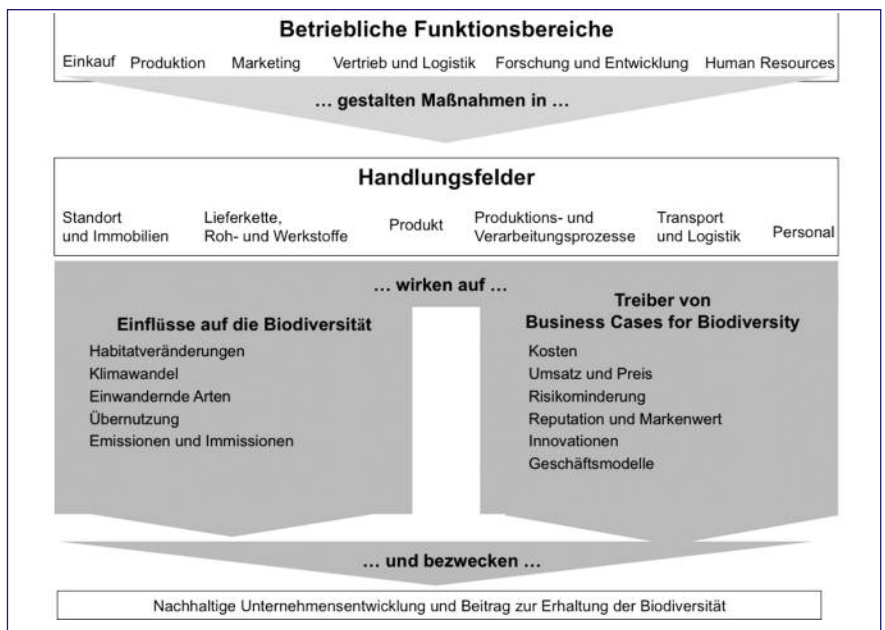 Betriebliche Funktionsbereiche
Einkauf Produktion Marketing Vertrieb und Logistik Forschung und Entwicklung Human Resources
... gestalten Maßnahmen in ...
Handlungsfelder
Standort
und Immobilien
Lieferkette,
Roh- und Werkstoffe
Produkt
Produktions- und
Verarbeitungsprozesse
Transport
und Logistik
Personal
... wirken auf ...
Einflüsse auf die Biodiversität
Habitatveränderungen
Klimawandel
Einwandernde Arten
Übernutzung
Emissionen und Immissionen
Treiber von
Business Cases for Biodiversity
Kosten
Umsatz und Preis
Risikominderung
Reputation und Markenwert
Innovationen
Geschäftsmodelle
... und bezwecken ...
Nachhaltige Unternehmensentwicklung und Beitrag zur Erhaltung der Biodiversität